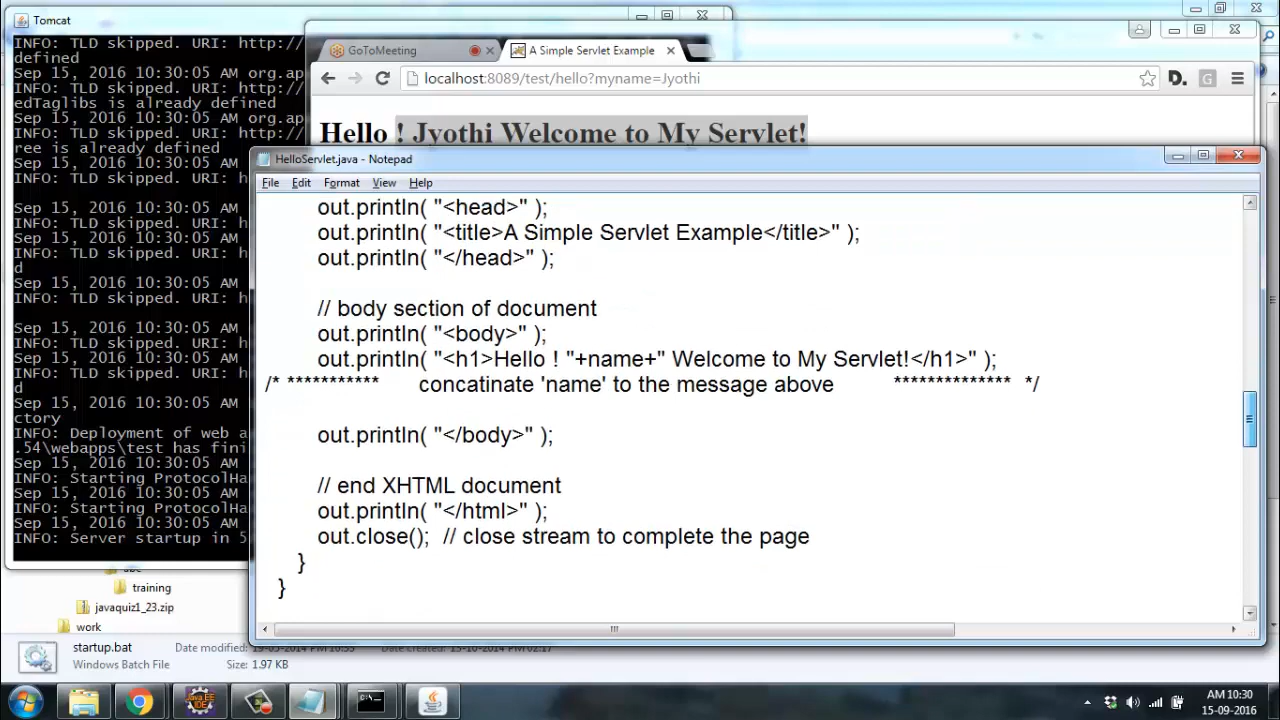 Tomcat
INFO: TLD skipped. URI: http://
defined
Sep 15, 2016 10:30:05 AM org.ap
INFO: TLD skipped. URI: http://
edTaglibs is already defined
Sep 15, 2016 10:30:05 AM org.ap
INFO: TLD skipped. URI: http://
ree is already defined
Sep 15, 2016 10:30:05 AM
INFO: TLD skipped. URI: h
Sep 15, 2016 10:30:05 AM
INFO: TLD skipped. URI: h
Sep 15, 2016 10:30:05 AM
INFO: TLD skipped. URI: h
d
Sep 15, 2016 10:30:05 AM
INFO: TLD skipped. URI: h
Sep 15, 2016 10:30:05 AM
INFO: TLD skipped. URI: h
Sep 15, 2016 10:30:05 AM
INFO: TLD skipped. URI: h
d
Sep 15, 2016 10:30:05 AM
ctory
INFO: Deployment of web a
.54\webapps\test has fini
Sep 15, 2016 10:30:05 AM
INFO: Starting ProtocolHa
Sep 15, 2016 10:30:05 AM
INFO: Starting ProtocolHa
Sep 15, 2016 10:30:05 AM
INFO: Server startup in 5
GoToMeeting
A Simple Servlet Example
localhost:8089/test/hello?myname=Jyothi
D.
G
Hello ! Jyothi Welcome to My Servlet!
HelloServlet.java - Notepad
File Edit Format View Help
out.println( "<head>" );
out.println( "<title>A Simple Servlet Example</title>" );
out.println( "</head>" );
// body section of document
out.println( "<body>" );
out.println( "<h1>Hello ! "+name+" Welcome to My Servlet!</h1>" );
/* *********** concatinate 'name' to the message above ************** */
out.println( "</body>" );
// end XHTML document
out.println( "</html>" );
out.close(); // close stream to complete the page
}
}
training
javaquiz1_23.zip
work
startup.bat
Date modified:
Windows Batch File
Size: 1.97 KB
Java EE
IDE
AM 10:30
15-09-2016